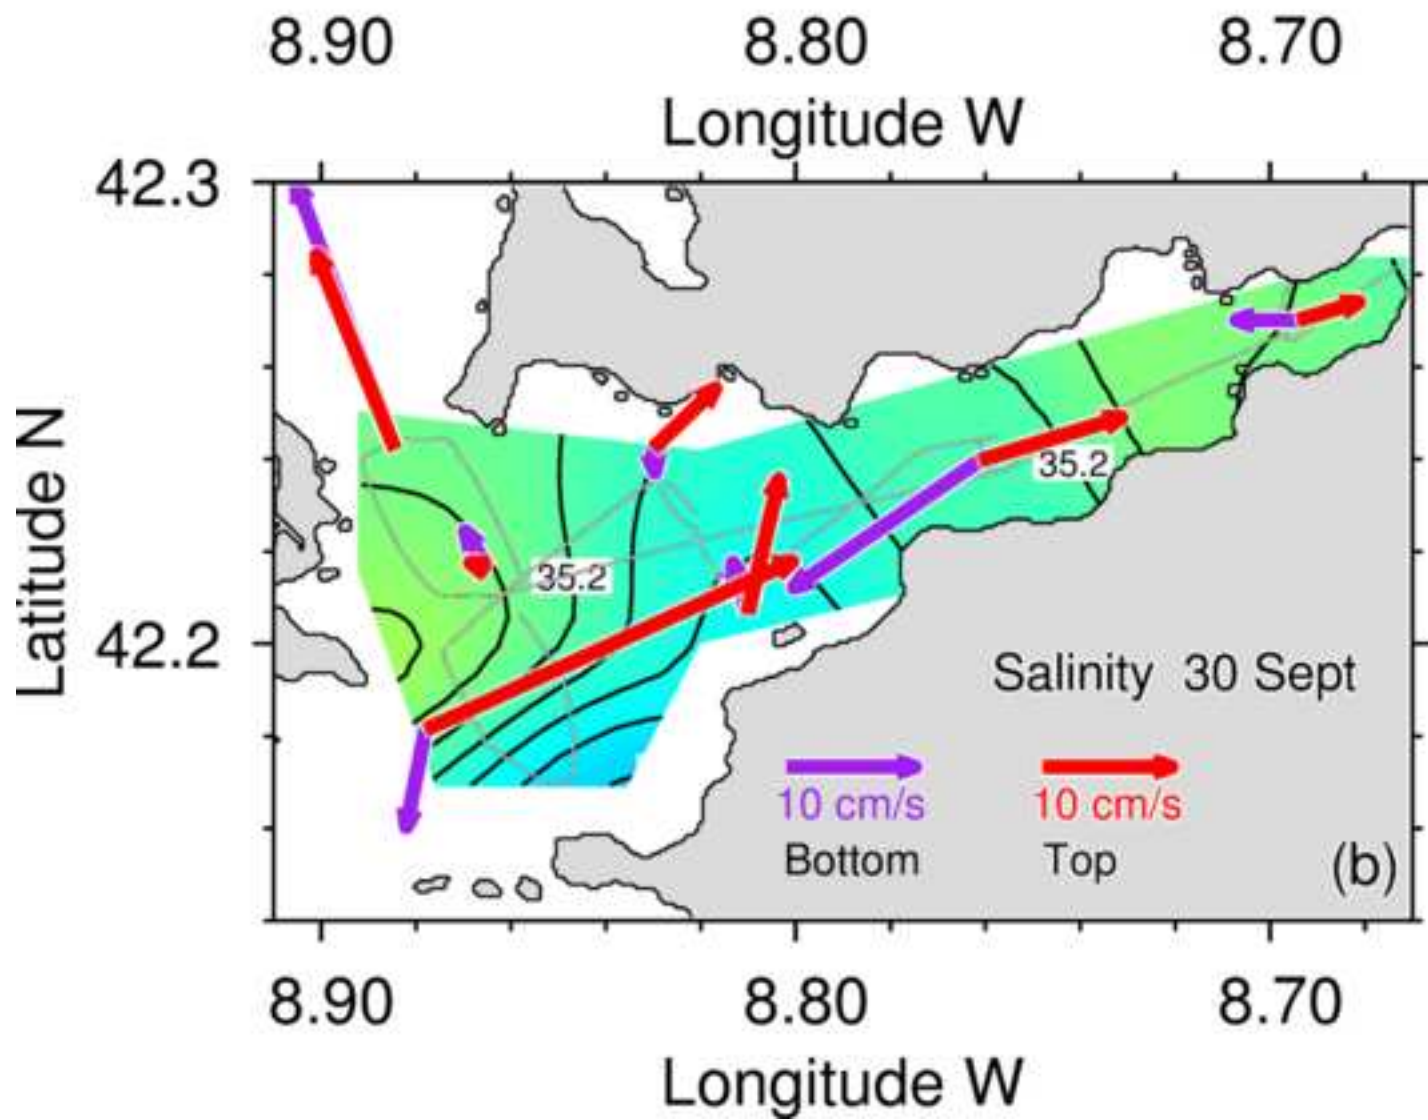 8.90 8.80 8.70
Longitude W
42.3
Latitude N
35.2
35.2
42.2
Salinity 30 Sept
10 cm/s 10 cm/s
Bottom Top
(b)
8.90 8.80 8.70
Longitude W